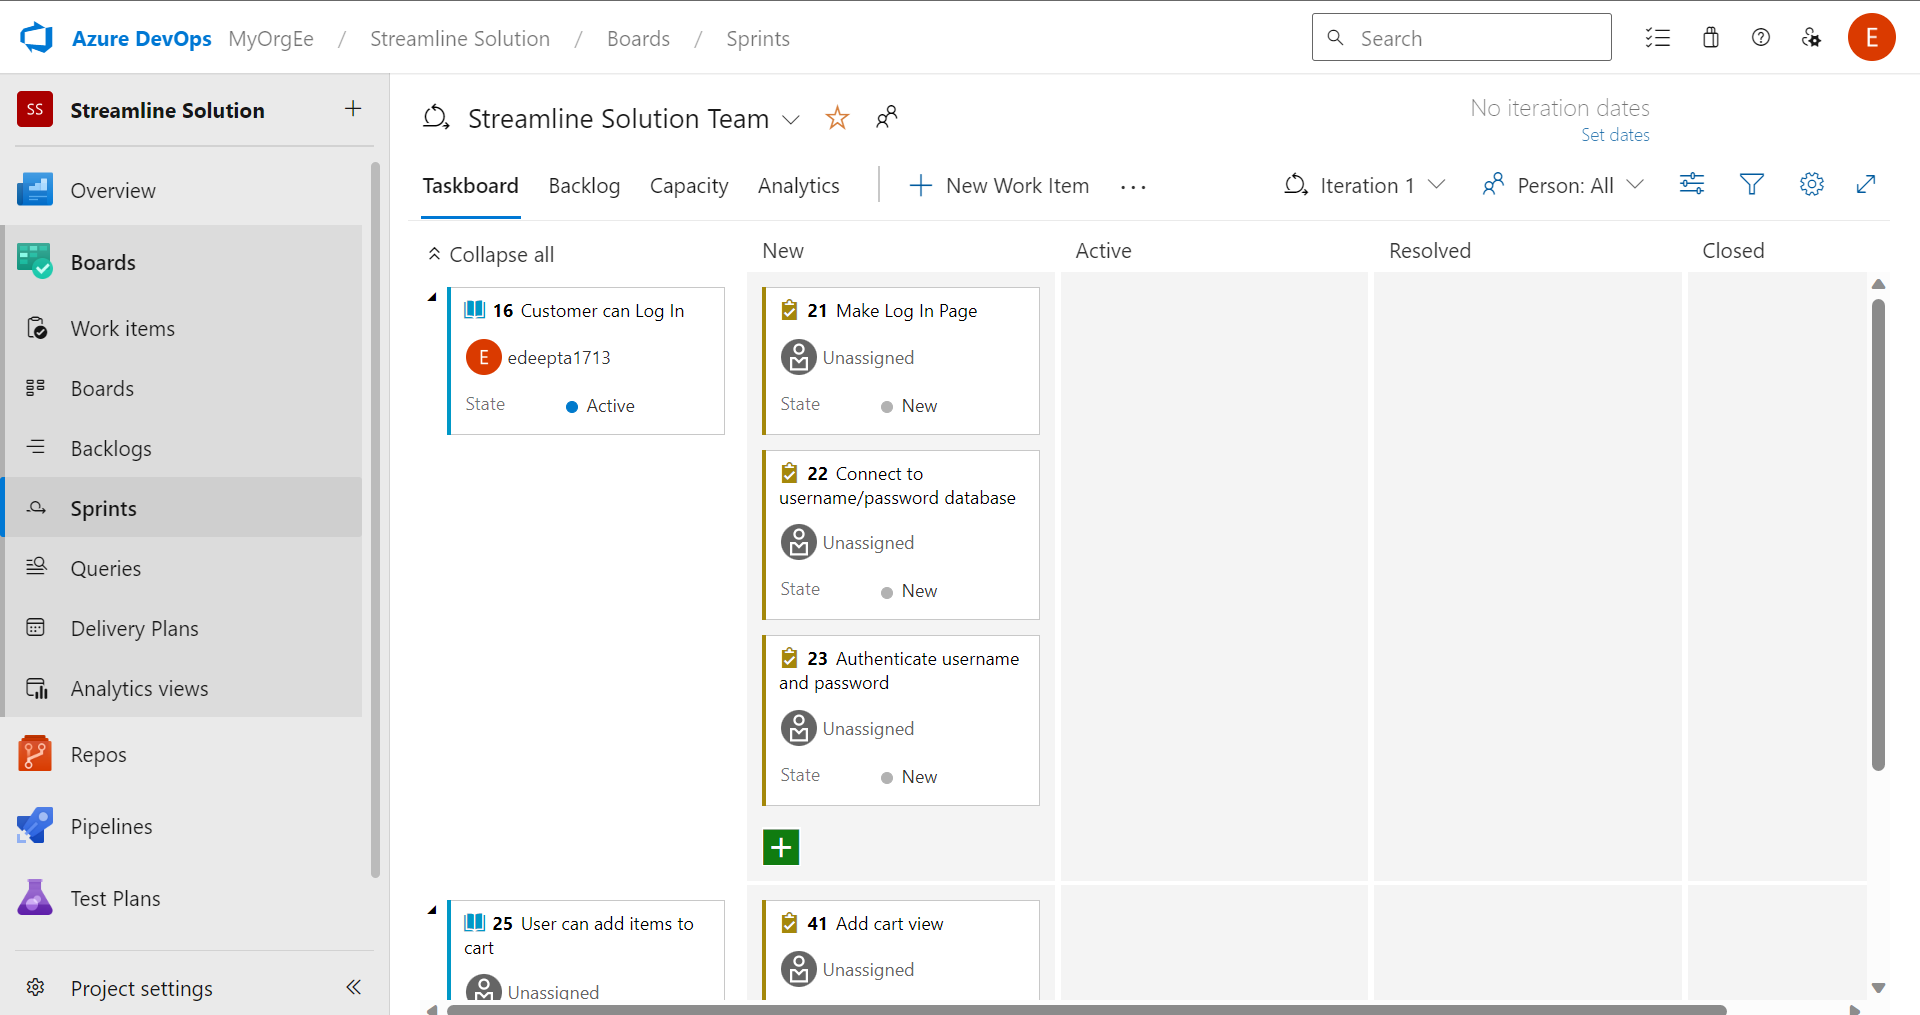 Azure DevOps MyOrgEe / Streamline Solution / Boards / Sprints
Search
E
SS Streamline Solution
Overview
Boards
Work items
Boards
Backlogs
Sprints
Queries
Delivery Plans
Analytics views
Repos
Pipelines
Test Plans
Project settings
Streamline Solution Team
No iteration dates
Set dates
Taskboard Backlog Capacity Analytics New Work Item Iteration 1 Person: All
Collapse all New Active Resolved Closed
16 Customer can Log In
E edeepta1713
State Active
21 Make Log In Page
Unassigned
State New
22 Connect to
username/password database
Unassigned
State New
23 Authenticate username
and password
Unassigned
State New
25 User can add items to
cart
Unassigned
41 Add cart view
Unassigned